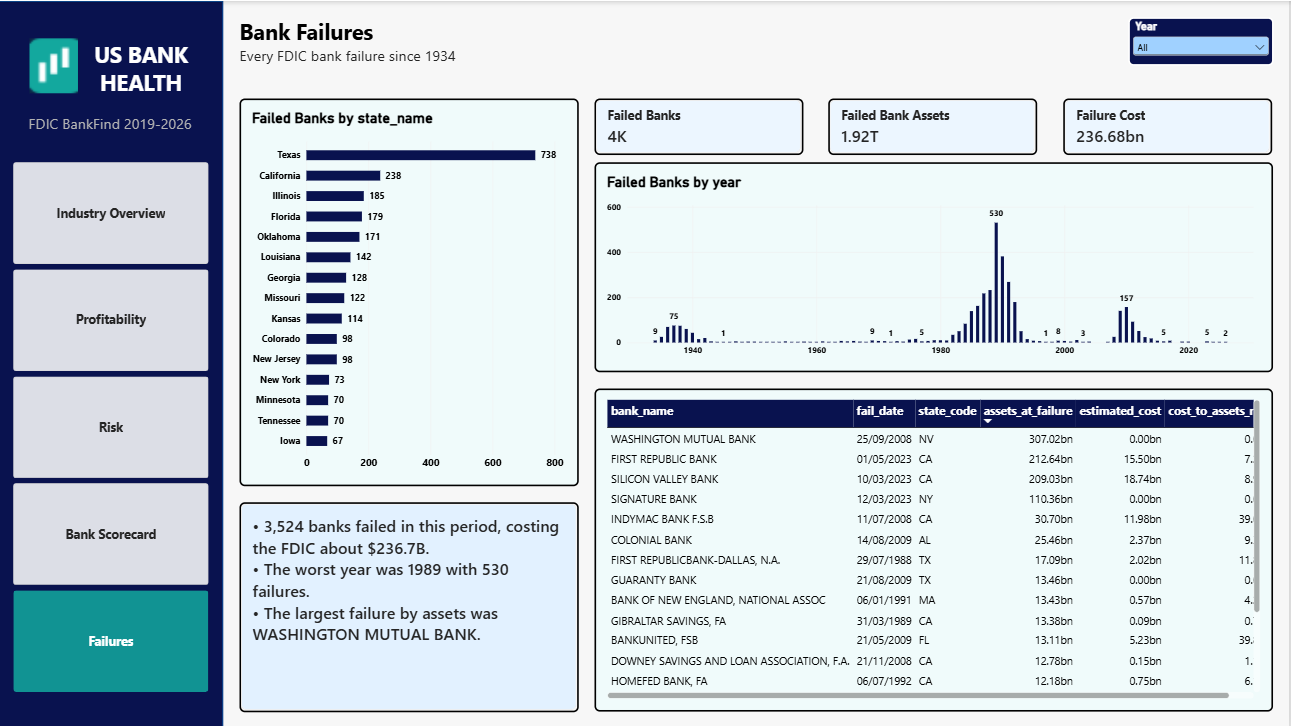 US BANK
HEALTH
FDIC BankFind 2019-2026
Industry Overview
Profitability
Risk
Bank Scorecard
Failures
Bank Failures
Every FDIC bank failure since 1934
Year
All
Failed Banks by state_name
Texas 738
California 238
Illinois 185
Florida 179
Oklahoma 171
Louisiana 142
Georgia 128
Missouri 122
Kansas 114
Colorado 98
New Jersey 98
New York 73
Minnesota 70
Tennessee 70
Iowa 67
0 200 400 600 800
• 3,524 banks failed in this period, costing
the FDIC about $236.7B.
• The worst year was 1989 with 530
failures.
• The largest failure by assets was
WASHINGTON MUTUAL BANK.
Failed Banks
4K
Failed Bank Assets
1.92T
Failure Cost
236.68bn
Failed Banks by year
600
400
200
0
9 75 1 9 1 5 530 1 8 3 157 5 5 2
1940 1960 1980 2000 2020
bank_name fail_date state_code assets_at_failure estimated_cost cost_to_assets_r
WASHINGTON MUTUAL BANK 25/09/2008 NV 307.02bn 0.00bn 0.
FIRST REPUBLIC BANK 01/05/2023 CA 212.64bn 15.50bn 7.
SILICON VALLEY BANK 10/03/2023 CA 209.03bn 18.74bn 8.
SIGNATURE BANK 12/03/2023 NY 110.36bn 0.00bn 0.
INDYMAC BANK F.S.B 11/07/2008 CA 30.70bn 11.98bn 39.
COLONIAL BANK 14/08/2009 AL 25.46bn 2.37bn 9.
FIRST REPUBLICBANK-DALLAS, N.A. 29/07/1988 TX 17.09bn 2.02bn 11.
GUARANTY BANK 21/08/2009 TX 13.46bn 0.00bn 0.
BANK OF NEW ENGLAND, NATIONAL ASSOC 06/01/1991 MA 13.43bn 0.57bn 4.
GIBRALTAR SAVINGS, FA 31/03/1989 CA 13.38bn 0.09bn 0.
BANKUNITED, FSB 21/05/2009 FL 13.11bn 5.23bn 39.
DOWNEY SAVINGS AND LOAN ASSOCIATION, F.A. 21/11/2008 CA 12.78bn 0.15bn 1.
HOMEFED BANK, FA 06/07/1992 CA 12.18bn 0.75bn 6.